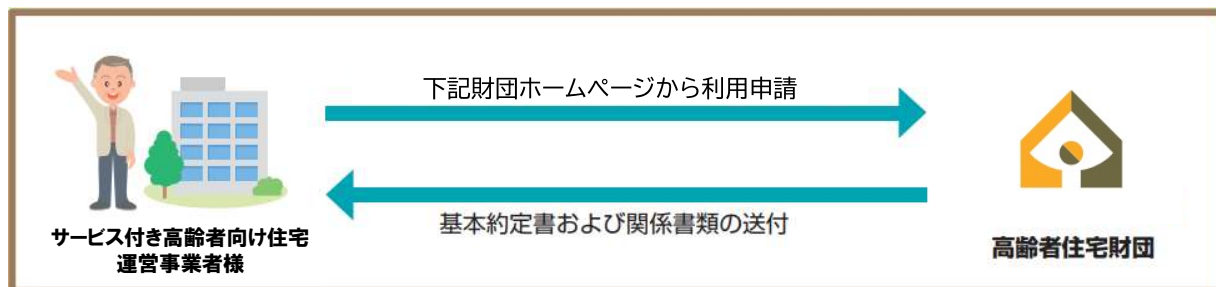 下記財団ホームページから利用申請
基本約定書および関係書類の送付
サービス付き高齢者向け住宅
運営事業者様
高齢者住宅財団